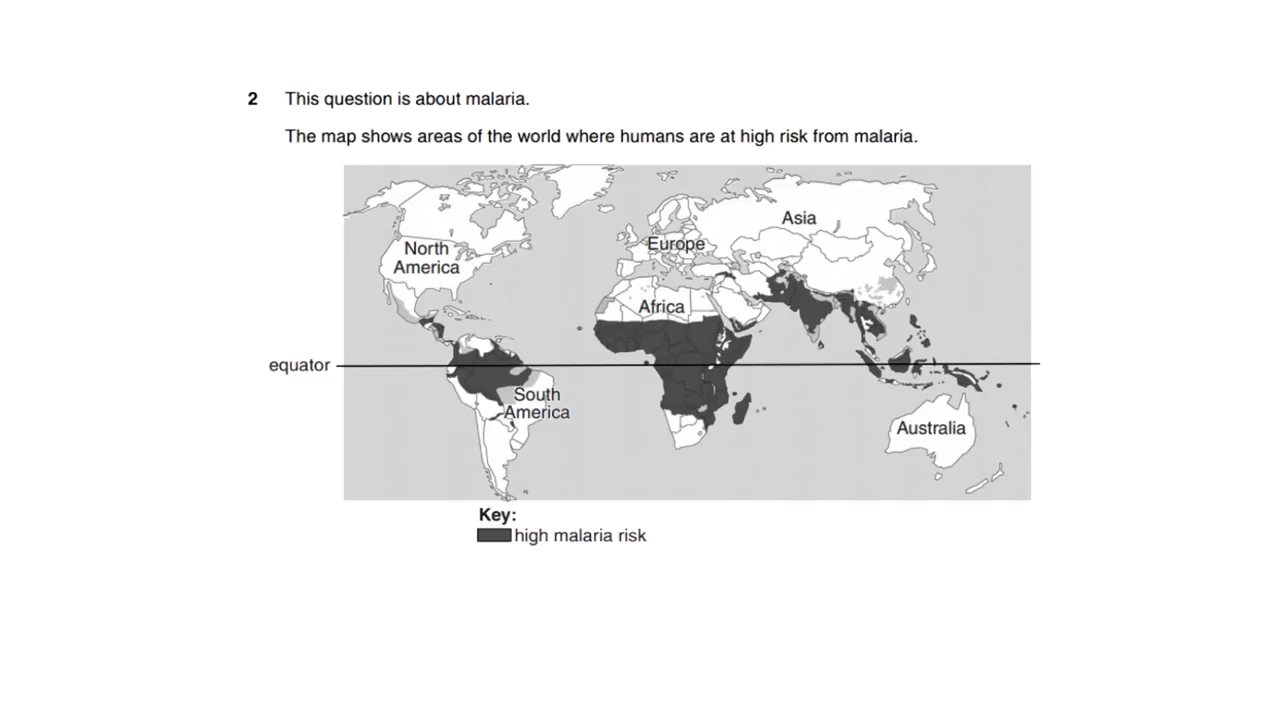 2 This question is about malaria.
The map shows areas of the world where humans are at high risk from malaria.
Asia
North
America
Europe
Africa
equator
South
America
Australia
Key:
high malaria risk